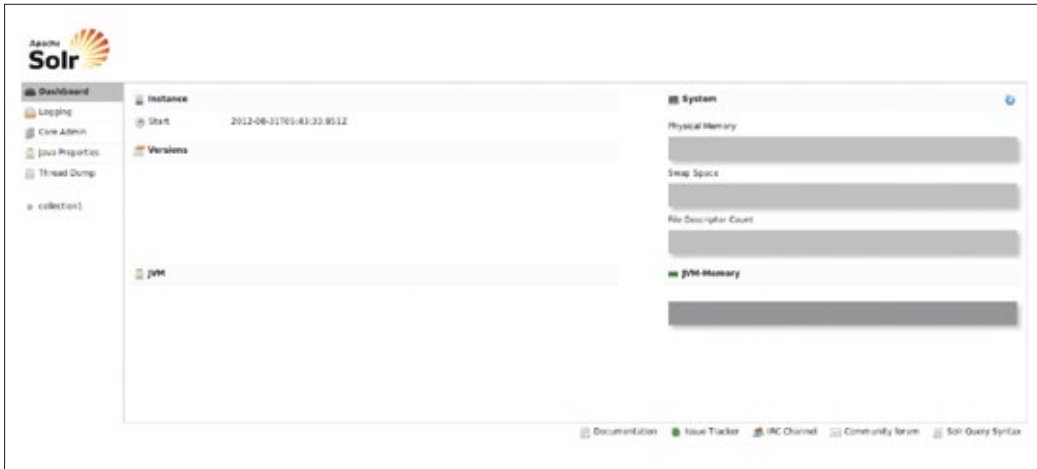 Apache
Solr
Dashboard
Logging
Core Admin
Java Properties
Thread Dump
collection1
Instance
Start
Versions
JVM
System
Physical Memory
Swap Space
File Descriptor Count
JVM-Memory
Documentation
Issue Tracker
IRC Channel
Community forum
Solr Query Syntax